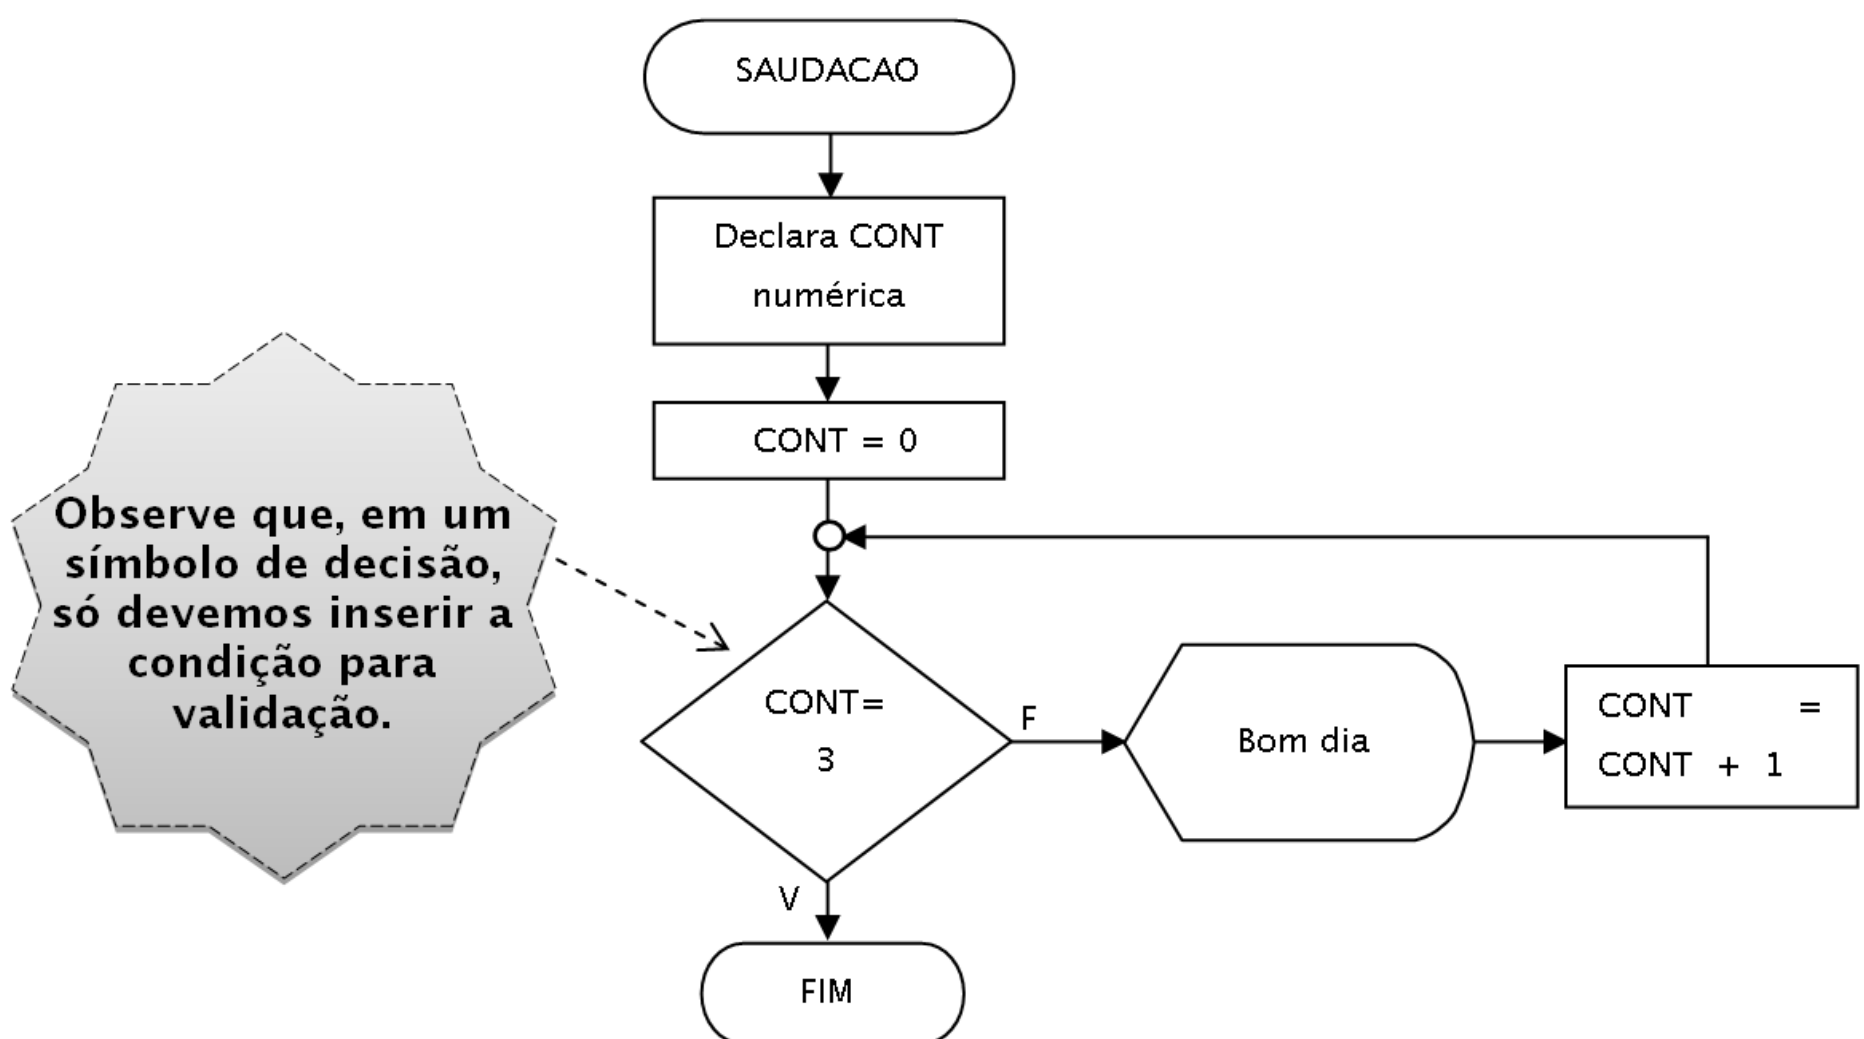 SAUDACAO
Declara CONT
numérica
CONT = 0
Observe que, em um
símbolo de decisão,
só devemos inserir a
condição para
validação.
CONT=
3
F
Bom dia
CONT =
CONT + 1
V
FIM